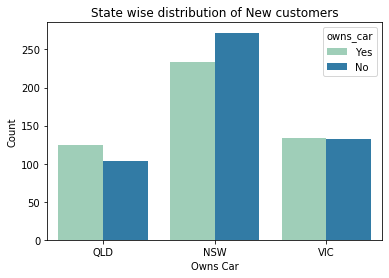 State wise distribution of New customers
owns_car
Yes
No
250
200
150
100
50
0
Count
QLD
NSW
VIC
Owns Car